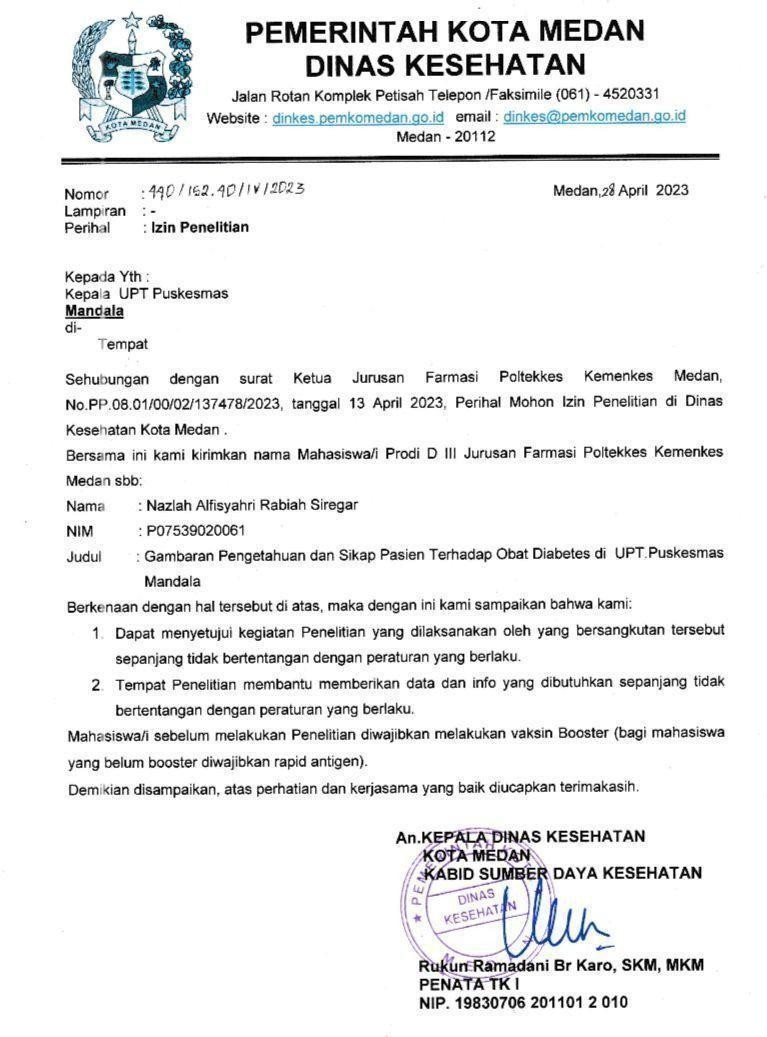 PEMERINTAH KOTA MEDAN
DINAS KESEHATAN
Jalan Rotan Komplek Petisah Telepon /Faksimile (061) - 4520331
Website : dinkes.pemkomedan.go.id email : dinkes@pemkomedan.go.id
Medan - 20112
KOTA MEDAN
Nomor : 440/162.40/IV/2023 Medan,28 April 2023
Lampiran : -
Perihal : Izin Penelitian
Kepada Yth :
Kepala UPT Puskesmas
Mandala
di-
Tempat
Sehubungan dengan surat Ketua Jurusan Farmasi Poltekkes Kemenkes Medan,
No.PP.08.01/00/02/137478/2023, tanggal 13 April 2023, Perihal Mohon Izin Penelitian di Dinas
Kesehatan Kota Medan .
Bersama ini kami kirimkan nama Mahasiswa/i Prodi D III Jurusan Farmasi Poltekkes Kemenkes
Medan sbb:
Nama : Nazlah Alfisyahri Rabiah Siregar
NIM : P07539020061
Judul : Gambaran Pengetahuan dan Sikap Pasien Terhadap Obat Diabetes di UPT.Puskesmas
Mandala
Berkenaan dengan hal tersebut di atas, maka dengan ini kami sampaikan bahwa kami:
1. Dapat menyetujui kegiatan Penelitian yang dilaksanakan oleh yang bersangkutan tersebut
sepanjang tidak bertentangan dengan peraturan yang berlaku.
2. Tempat Penelitian membantu memberikan data dan info yang dibutuhkan sepanjang tidak
bertentangan dengan peraturan yang berlaku.
Mahasiswa/i sebelum melakukan Penelitian diwajibkan melakukan vaksin Booster (bagi mahasiswa
yang belum booster diwajibkan rapid antigen).
Demikian disampaikan, atas perhatian dan kerjasama yang baik diucapkan terimakasih.
An.KEPALA DINAS KESEHATAN
KOTA MEDAN
KABID SUMBER DAYA KESEHATAN
PEMERINTAH KOTA
DINAS
KESEHATAN
MEDAN
Rukun Ramadani Br Karo, SKM, MKM
PENATA TK I
NIP. 19830706 201101 2 010